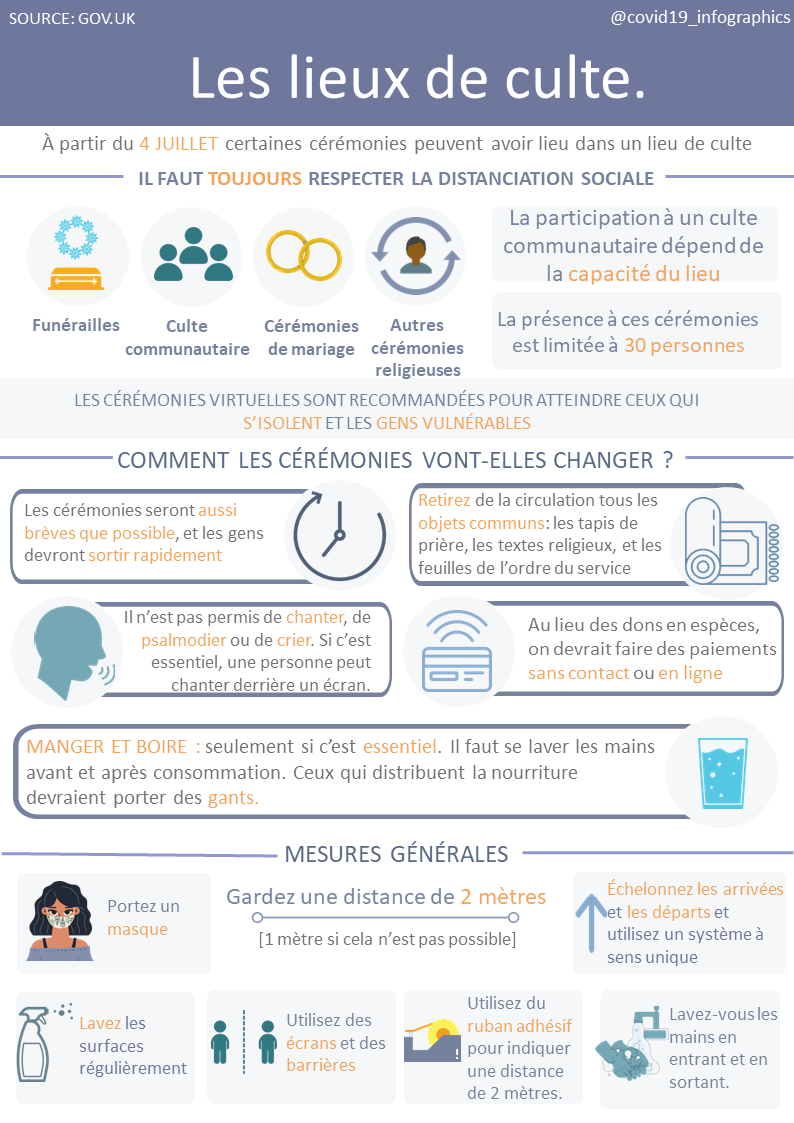 SOURCE: GOV.UK
@covid19_infographics
Les lieux de culte.
À partir du 4 JUILLET certaines cérémonies peuvent avoir lieu dans un lieu de culte
IL FAUT TOUJOURS RESPECTER LA DISTANCIATION SOCIALE
Funérailles
Culte
communautaire
Cérémonies
de mariage
Autres
cérémonies
religieuses
La participation à un culte
communautaire dépend de
la capacité du lieu
La présence à ces cérémonies
est limitée à 30 personnes
LES CÉRÉMONIES VIRTUELLES SONT RECOMMANDÉES POUR ATTEINDRE CEUX QUI
S'ISOLENT ET LES GENS VULNÉRABLES
COMMENT LES CÉRÉMONIES VONT-ELLES CHANGER ?
Les cérémonies seront aussi
brèves que possible, et les gens
devront sortir rapidement
Retirez de la circulation tous les
objets communs: les tapis de
prière, les textes religieux, et les
feuilles de l'ordre du service
Il n'est pas permis de chanter, de
psalmodier ou de crier. Si c'est
essentiel, une personne peut
chanter derrière un écran.
Au lieu des dons en espèces,
on devrait faire des paiements
sans contact ou en ligne
MANGER ET BOIRE : seulement si c'est essentiel. Il faut se laver les mains
avant et après consommation. Ceux qui distribuent la nourriture
devraient porter des gants.
MESURES GÉNÉRALES
Portez un
masque
Gardez une distance de 2 mètres
[1 mètre si cela n'est pas possible]
Échelonnez les arrivées
et les départs et
utilisez un système à
sens unique
Lavez les
surfaces
régulièrement
Utilisez des
écrans et des
barrières
Utilisez du
ruban adhésif
pour indiquer
une distance
de 2 mètres.
Lavez-vous les
mains en
entrant et en
sortant.